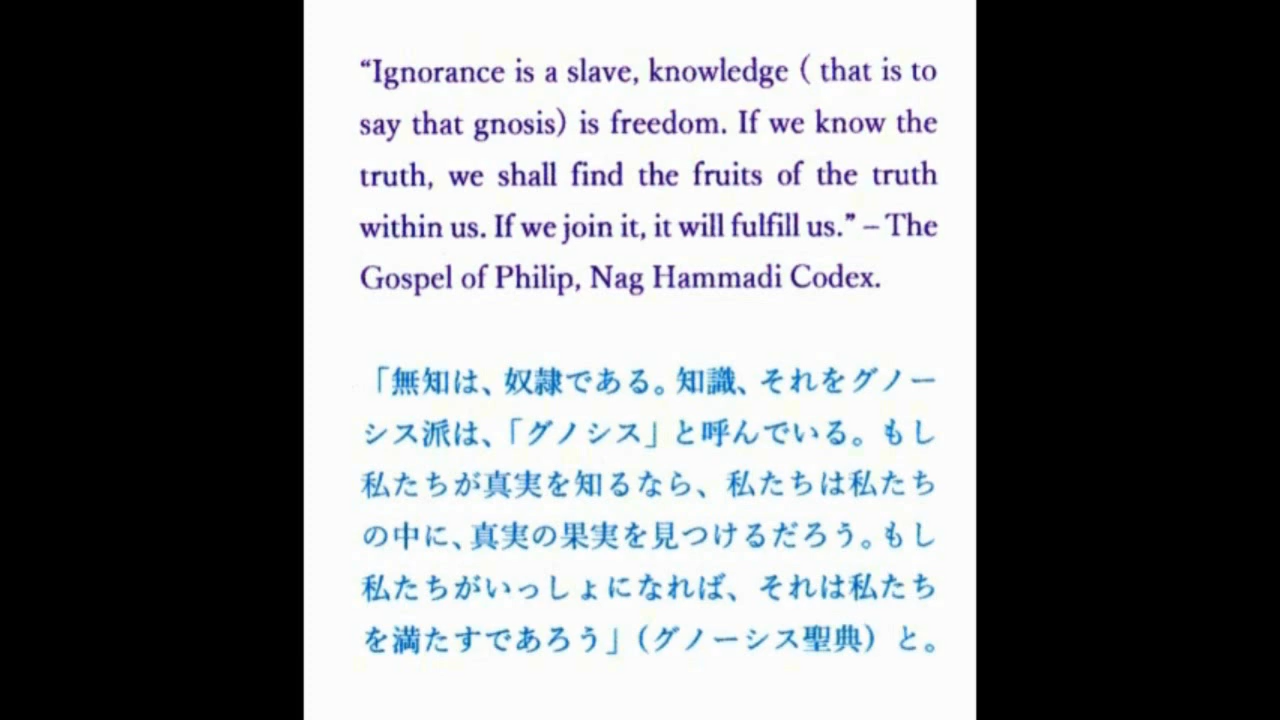 “Ignorance is a slave, knowledge ( that is to
say that gnosis) is freedom. If we know the
truth, we shall find the fruits of the truth
within us. If we join it, it will fulfill us.” – The
Gospel of Philip, Nag Hammadi Codex.
「無知は、奴隷である。知識、それをグノー
シス派は、「グノシス」と呼んでいる。もし
私たちが真実を知るなら、私たちは私たち
の中に、真実の果実を見つけるだろう。もし
私たちがいっしょになれば、それは私たち
を満たすであろう」（グノーシス聖典）と。